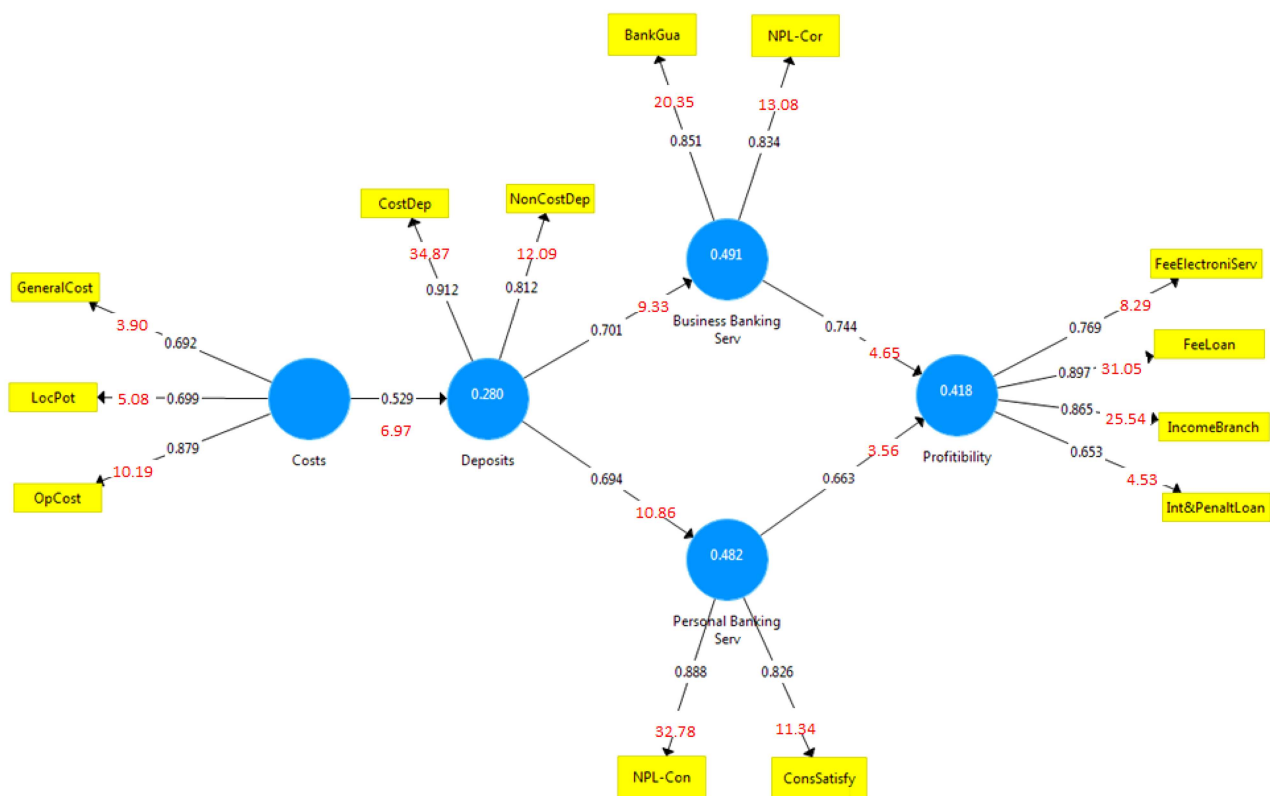 BankGua
NPL-Cor
20.35
13.08
0.851
0.834
CostDep
NonCostDep
34.87
12.09
0.912
0.812
0.491
Business Banking
Serv
GeneralCost
3.90
0.692
LocPot
5.08
0.699
0.879
10.19
OpCost
Costs
0.529
6.97
0.280
Deposits
0.701
9.33
0.694
10.86
0.744
4.65
0.418
Profitibility
3.56
0.663
FeeElectroniServ
8.29
0.769
FeeLoan
31.05
0.897
0.865
25.54
IncomeBranch
0.653
4.53
Int&PenaltLoan
0.482
Personal Banking
Serv
0.888
0.826
32.78
11.34
NPL-Con
ConsSatisfy